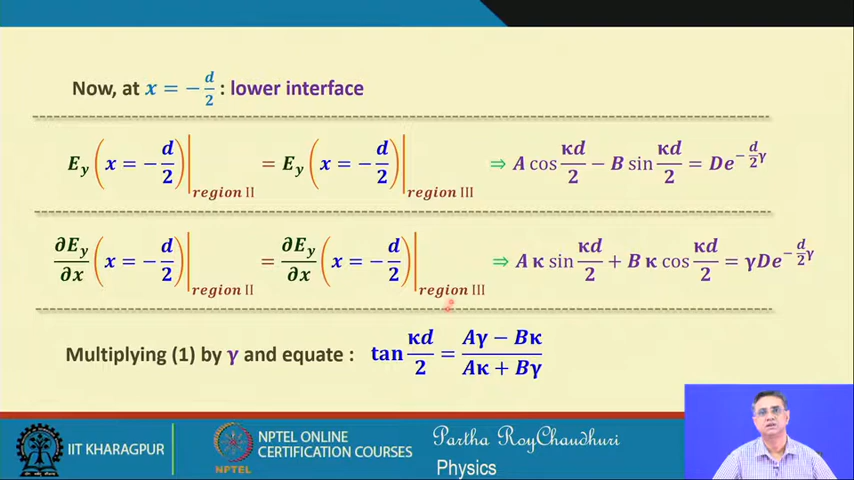 Now, at x = −d/2 : lower interface
E_y (x = −d/2)|_region II = E_y (x = −d/2)|_region III ⇒ A cos κd/2 − B sin κd/2 = De^(−d/2 γ)
∂E_y/∂x (x = −d/2)|_region II = ∂E_y/∂x (x = −d/2)|_region III ⇒ A κ sin κd/2 + B κ cos κd/2 = γDe^(−d/2 γ)
Multiplying (1) by γ and equate : tan κd/2 = (Aγ − Bκ)/(Aκ + Bγ)
IIT KHARAGPUR
NPTEL
NPTEL ONLINE
CERTIFICATION COURSES
Partha RoyChaudhuri
Physics